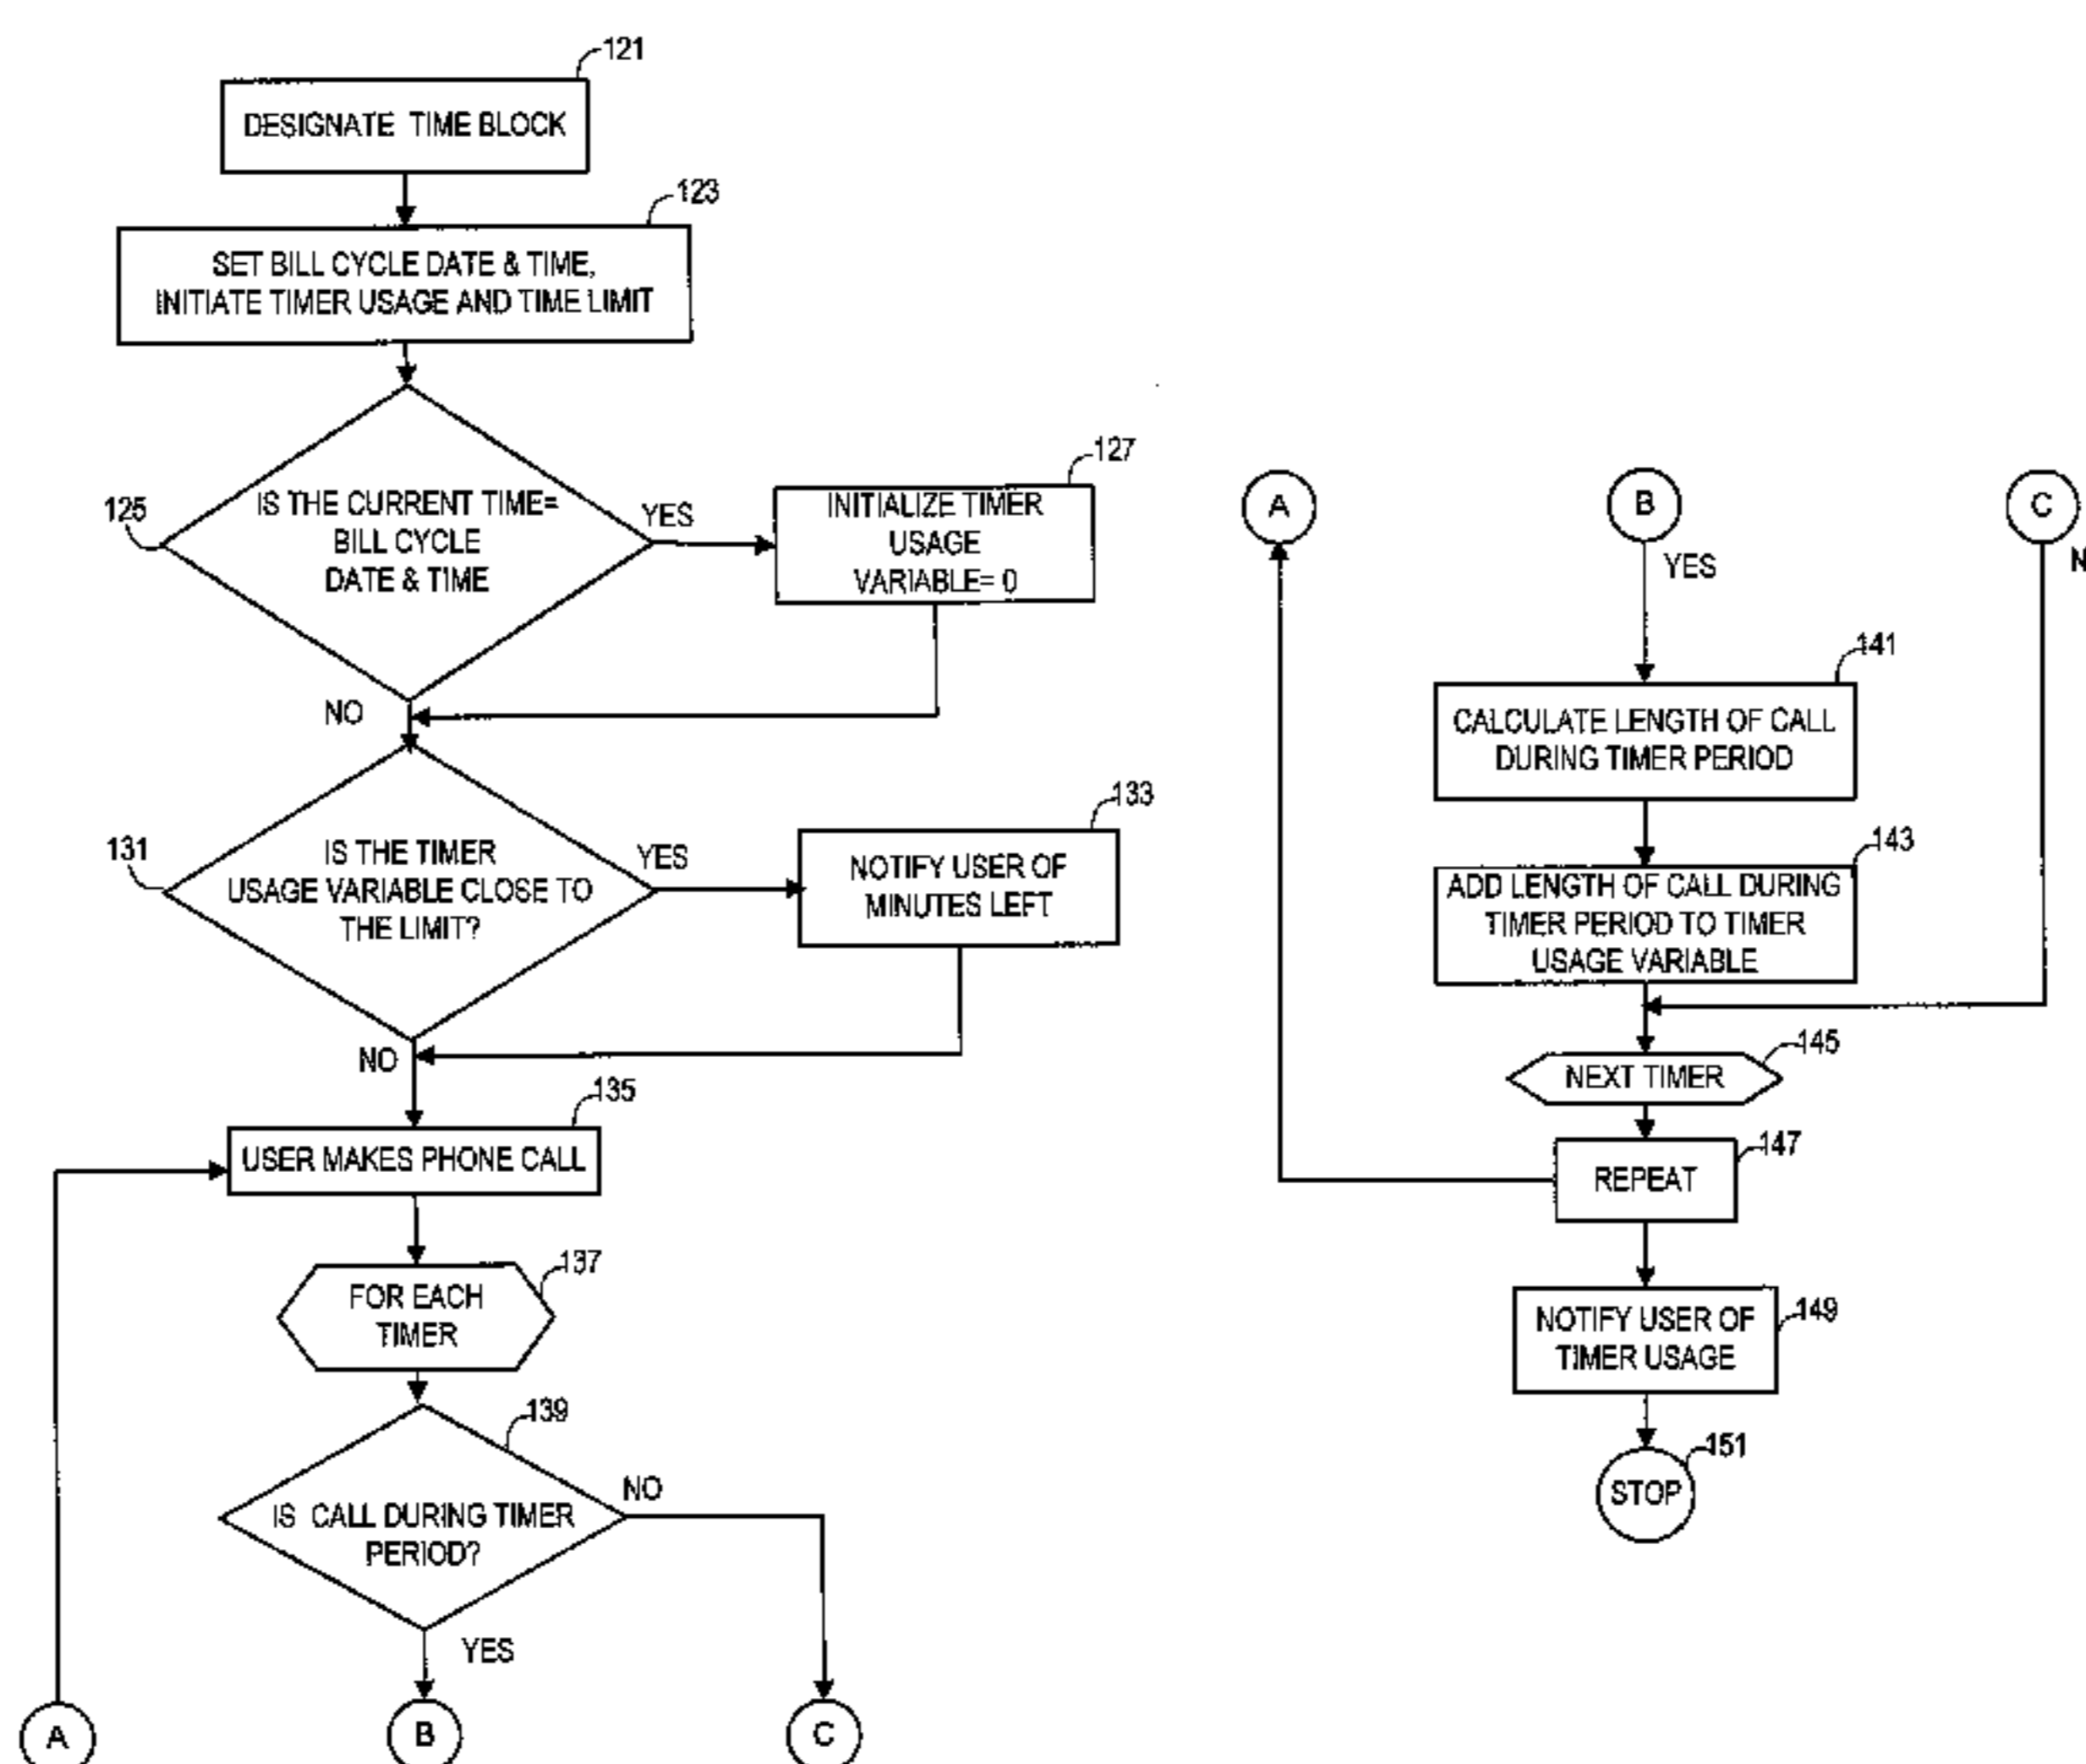 121
DESIGNATE TIME BLOCK
123
SET BILL CYCLE DATE & TIME,
INITIATE TIMER USAGE AND TIME LIMIT
125
IS THE CURRENT TIME=
BILL CYCLE
DATE & TIME
YES
127
INITIALIZE TIMER
USAGE
VARIABLE= 0
NO
131
IS THE TIMER
USAGE VARIABLE CLOSE TO
THE LIMIT?
YES
133
NOTIFY USER OF
MINUTES LEFT
NO
135
USER MAKES PHONE CALL
137
FOR EACH
TIMER
139
IS CALL DURING TIMER
PERIOD?
NO
YES
A
B
C
A
B
C
YES
N
141
CALCULATE LENGTH OF CALL
DURING TIMER PERIOD
143
ADD LENGTH OF CALL DURING
TIMER PERIOD TO TIMER
USAGE VARIABLE
145
NEXT TIMER
147
REPEAT
149
NOTIFY USER OF
TIMER USAGE
151
STOP